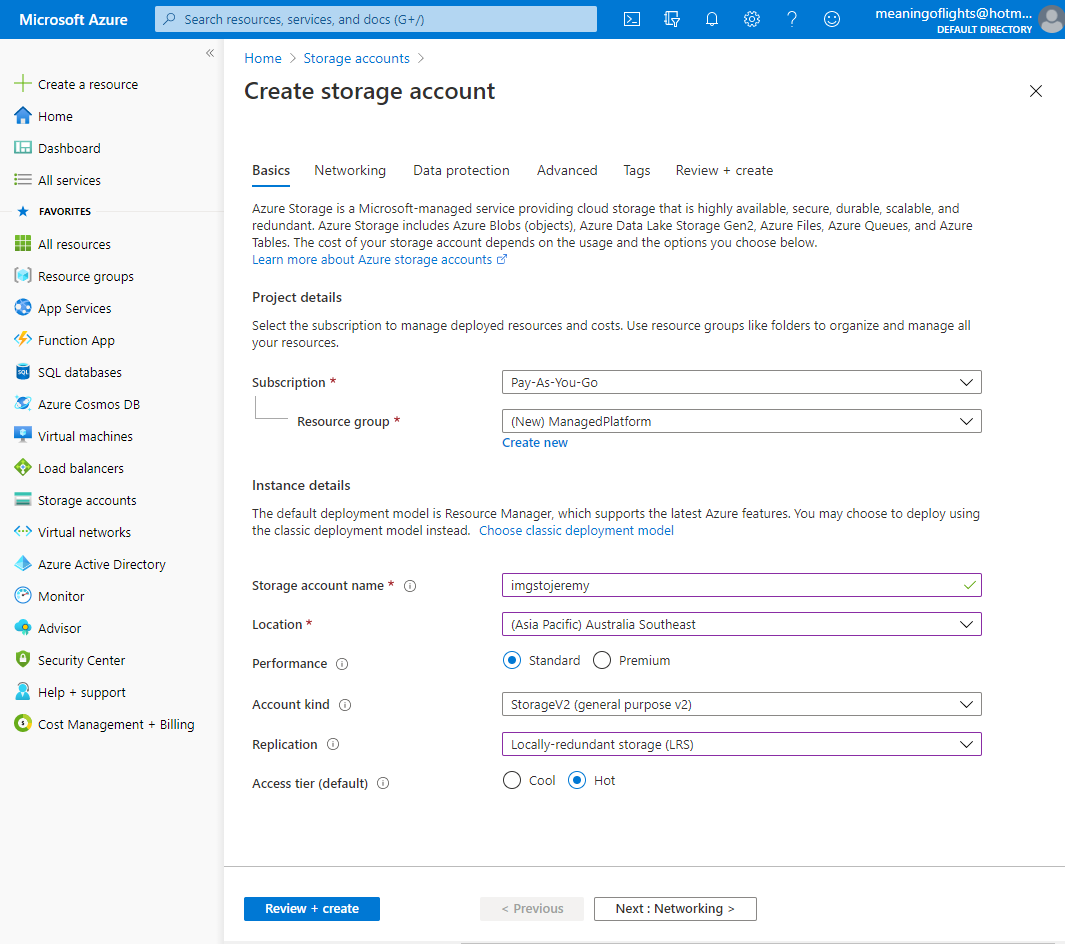 Microsoft Azure
Search resources, services, and docs (G+/)
meaningoflights@hotm...
DEFAULT DIRECTORY
«
Create a resource
Home
Dashboard
All services
FAVORITES
All resources
Resource groups
App Services
Function App
SQL databases
Azure Cosmos DB
Virtual machines
Load balancers
Storage accounts
Virtual networks
Azure Active Directory
Monitor
Advisor
Security Center
Help + support
Cost Management + Billing
Home > Storage accounts >
Create storage account
Basics Networking Data protection Advanced Tags Review + create
Azure Storage is a Microsoft-managed service providing cloud storage that is highly available, secure, durable, scalable, and
redundant. Azure Storage includes Azure Blobs (objects), Azure Data Lake Storage Gen2, Azure Files, Azure Queues, and Azure
Tables. The cost of your storage account depends on the usage and the options you choose below.
Learn more about Azure storage accounts
Project details
Select the subscription to manage deployed resources and costs. Use resource groups like folders to organize and manage all
your resources.
Subscription * Pay-As-You-Go
Resource group * (New) ManagedPlatform
Create new
Instance details
The default deployment model is Resource Manager, which supports the latest Azure features. You may choose to deploy using
the classic deployment model instead. Choose classic deployment model
Storage account name * imgstojeremy
Location * (Asia Pacific) Australia Southeast
Performance Standard Premium
Account kind StorageV2 (general purpose v2)
Replication Locally-redundant storage (LRS)
Access tier (default) Cool Hot
Review + create < Previous Next : Networking >